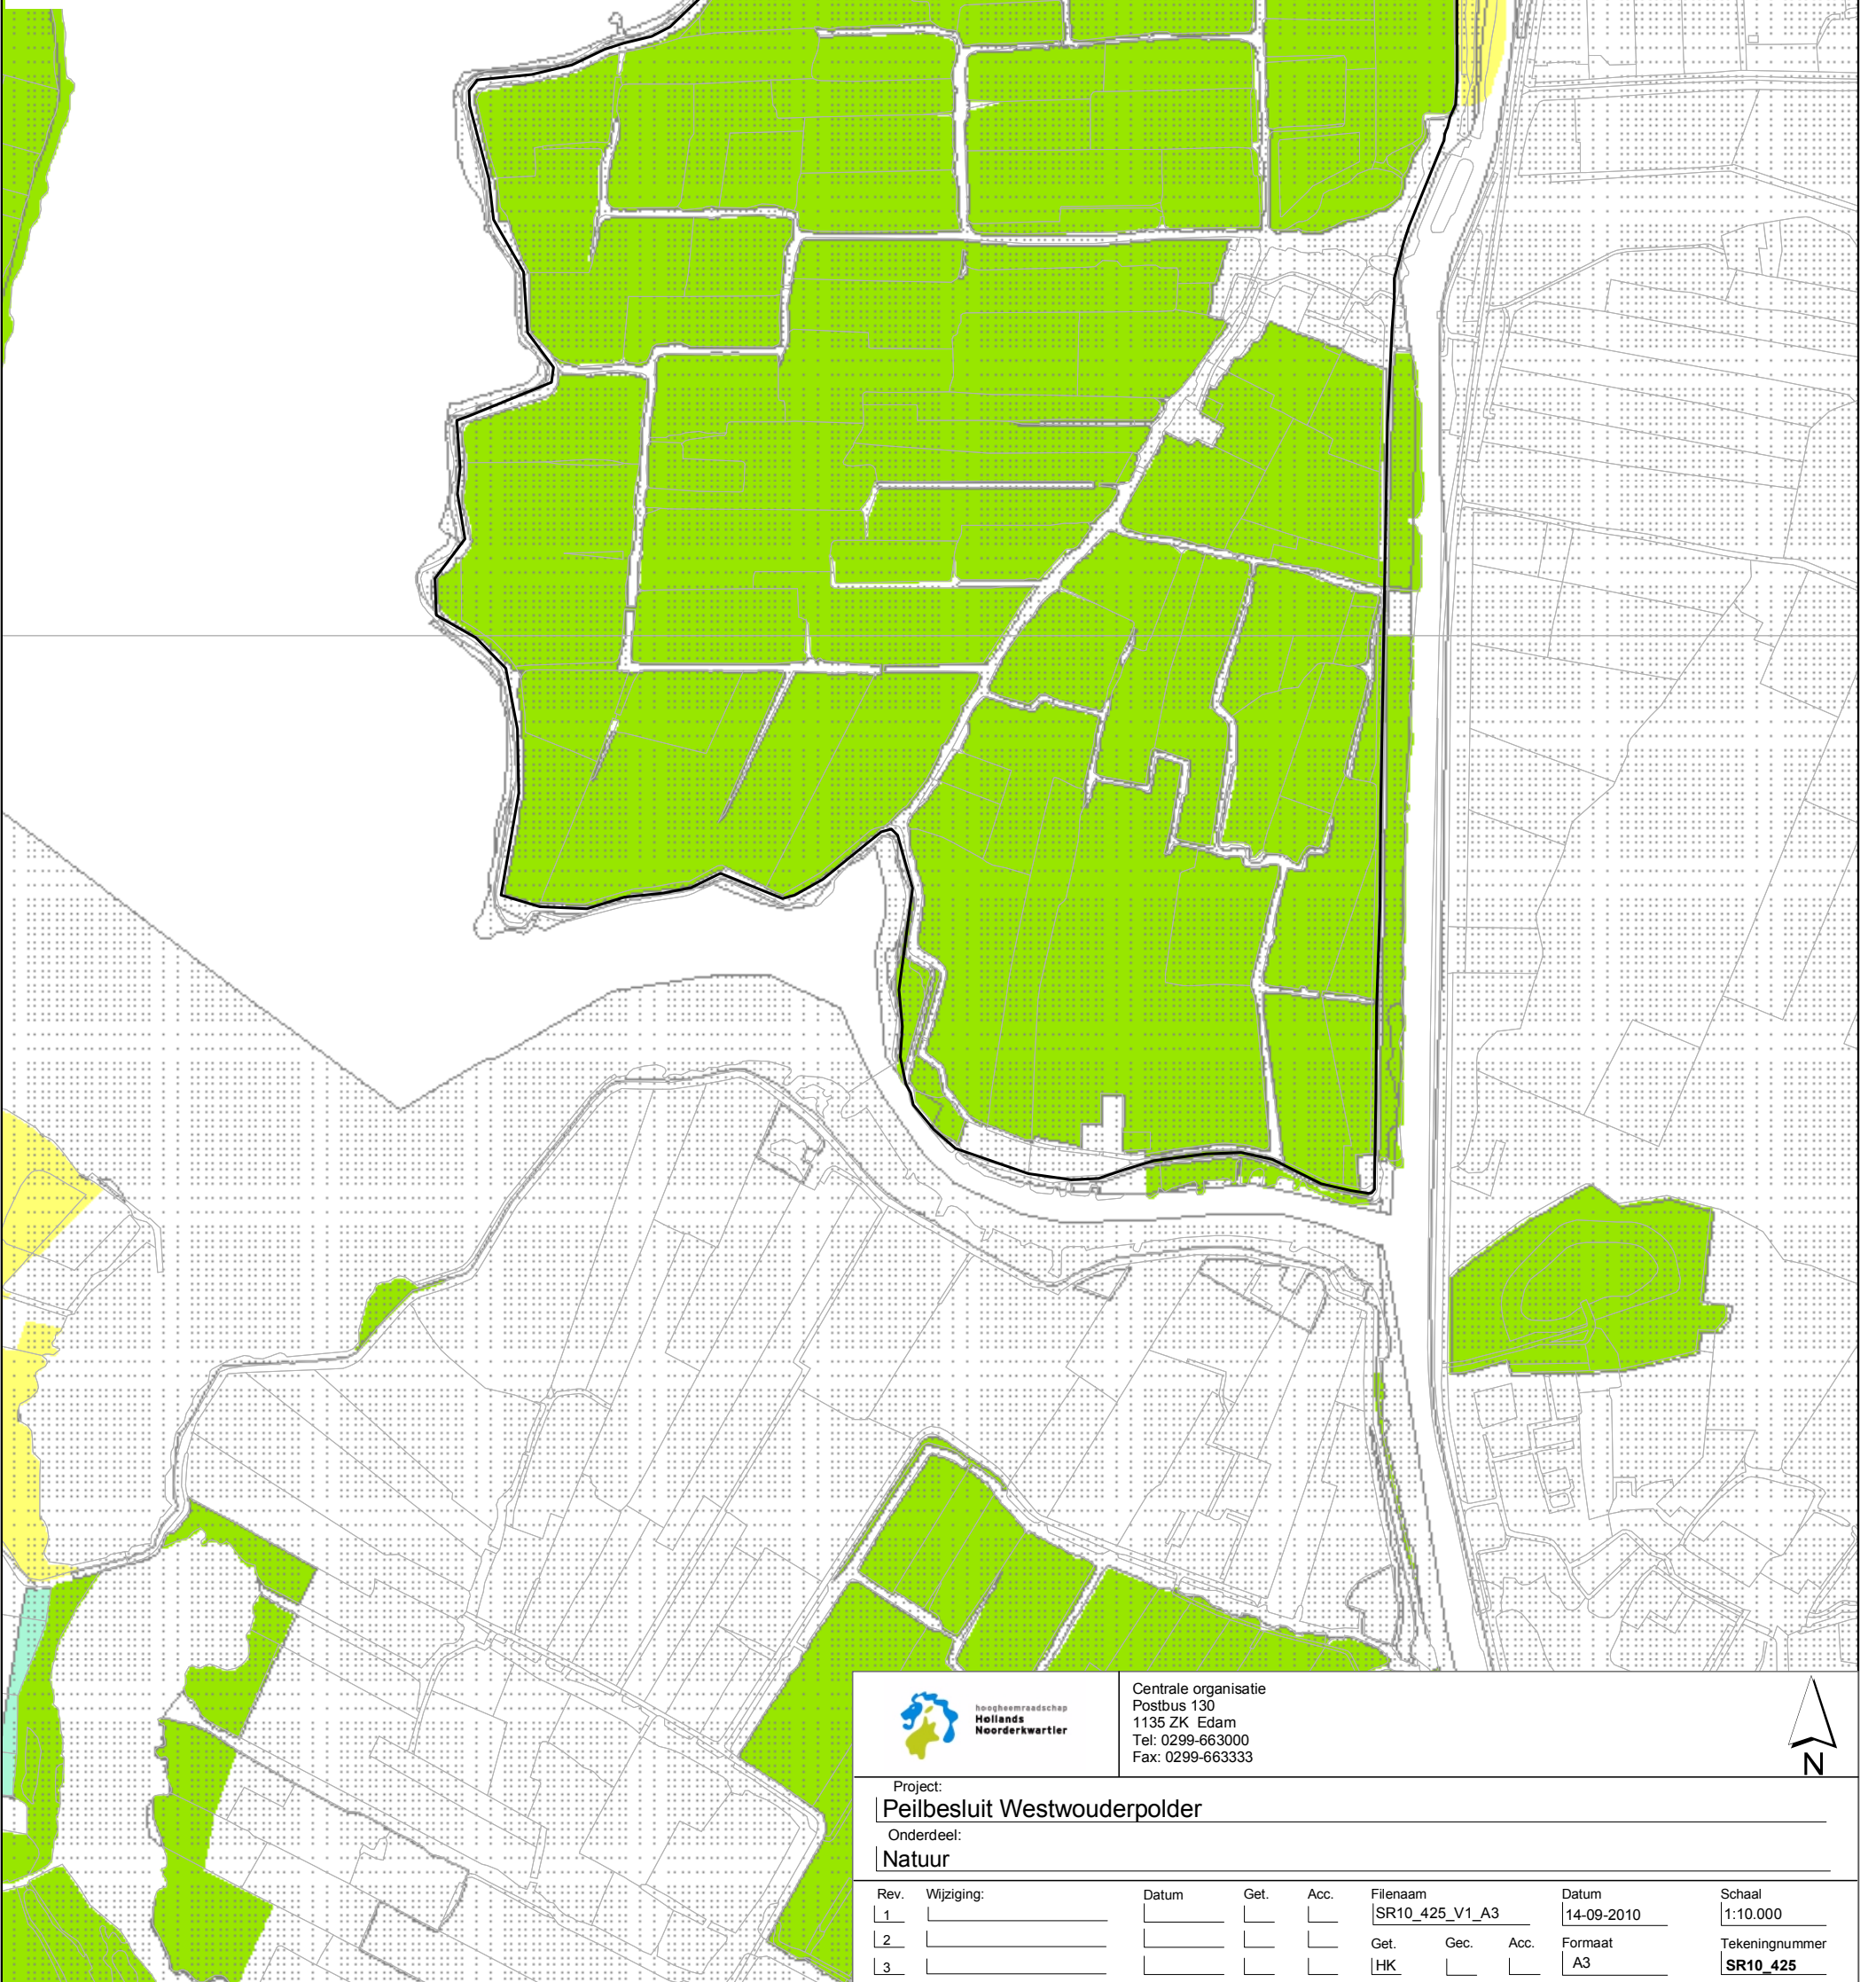 hoogheemraadschap
Hollands
Noorderkwartier
Centrale organisatie
Postbus 130
1135 ZK Edam
Tel: 0299-663000
Fax: 0299-663333
N
Project:
Peilbesluit Westwouderpolder
Onderdeel:
Natuur
Rev. Wijziging: Datum Get. Acc. Filenaam Datum Schaal
1 SR10_425_V1_A3 14-09-2010 1:10.000
2 Get. Gec. Acc. Formaat Tekeningnummer
3 HK A3 SR10_425